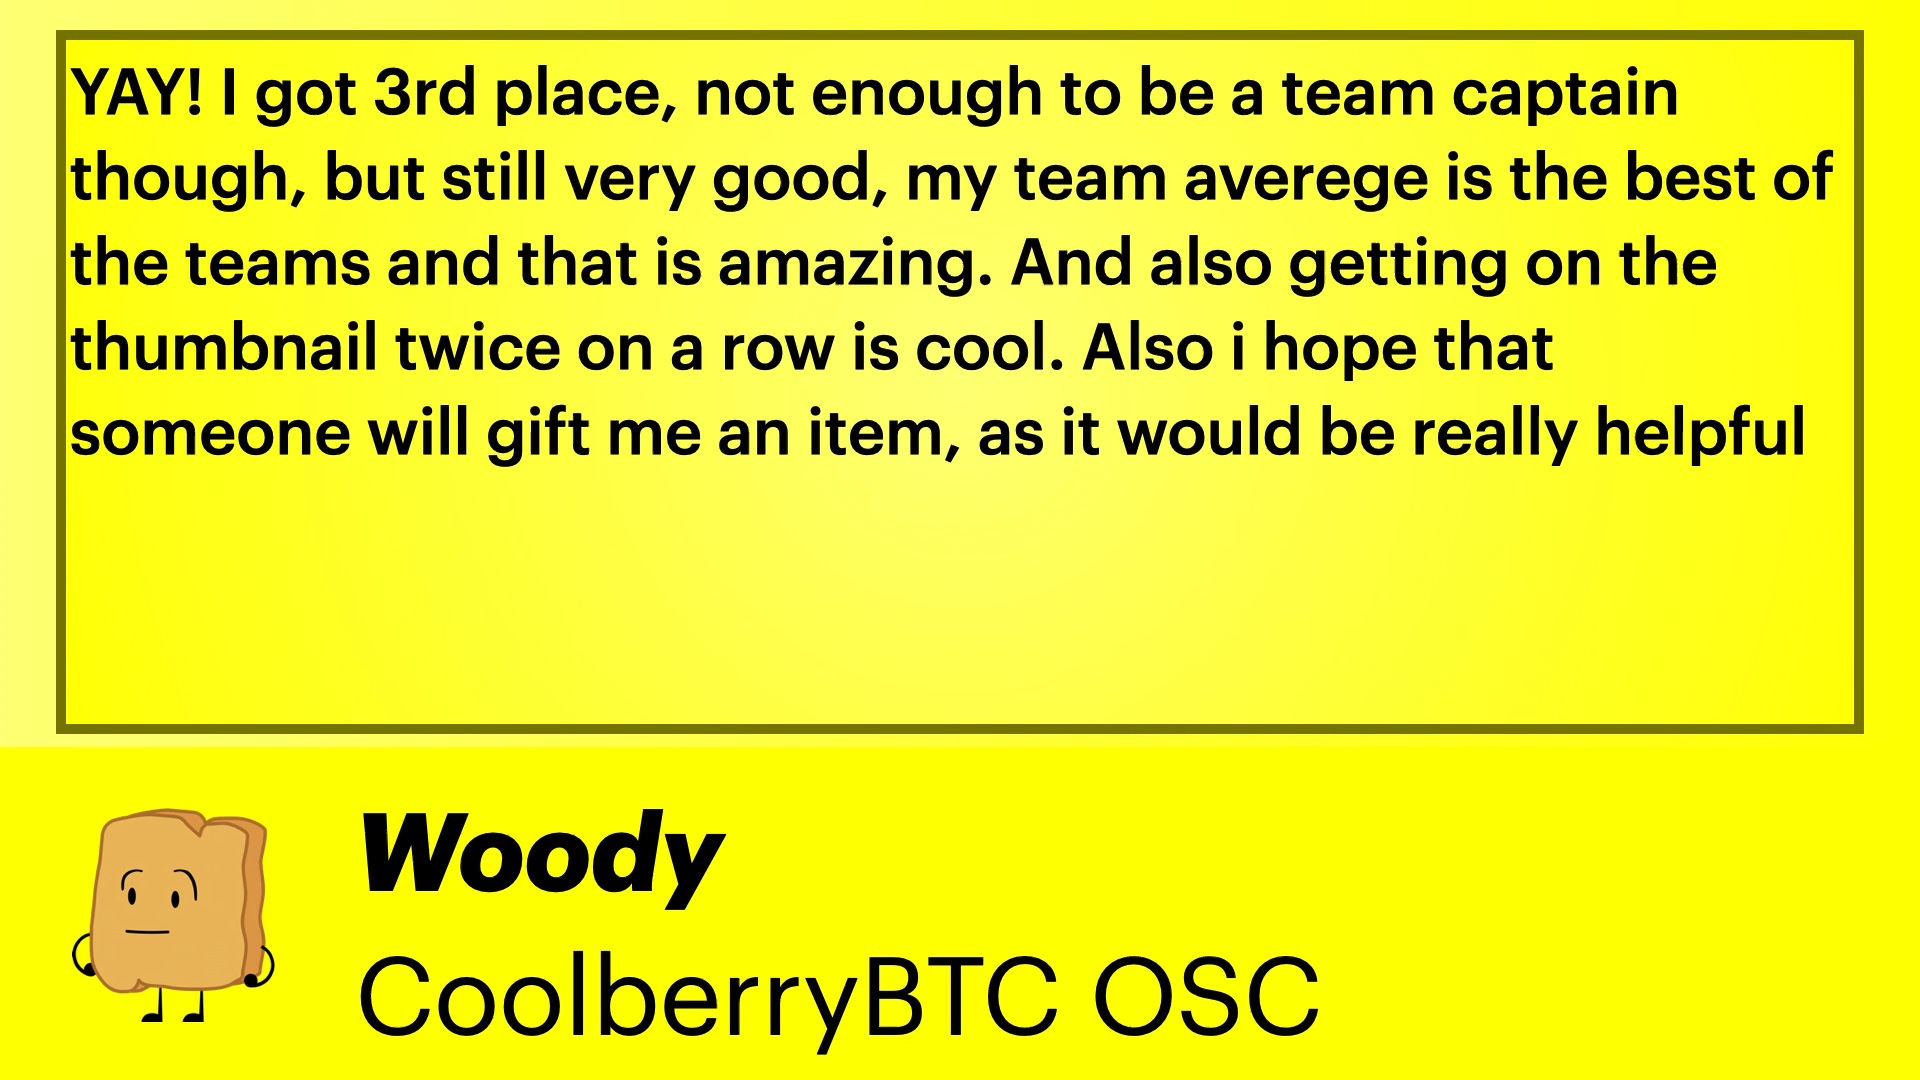 YAY! I got 3rd place, not enough to be a team captain
though, but still very good, my team averege is the best of
the teams and that is amazing. And also getting on the
thumbnail twice on a row is cool. Also i hope that
someone will gift me an item, as it would be really helpful
Woody
CoolberryBTC OSC